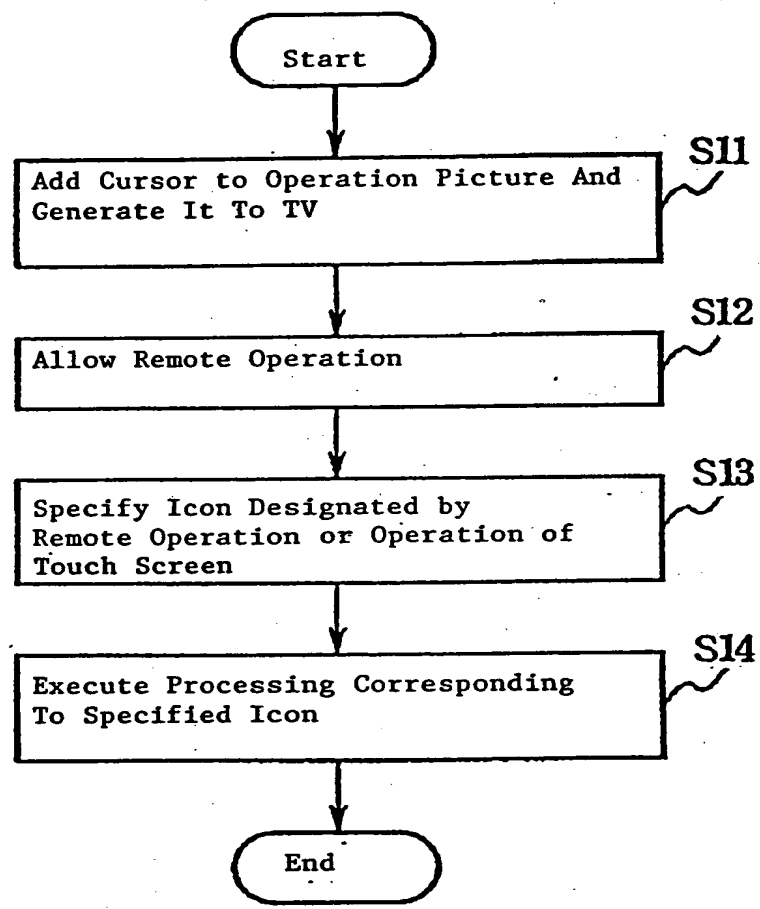 Start
S11
Add Cursor to Operation Picture And
Generate It To TV
S12
Allow Remote Operation
S13
Specify Icon Designated by
Remote Operation or Operation of
Touch Screen
S14
Execute Processing Corresponding
To Specified Icon
End